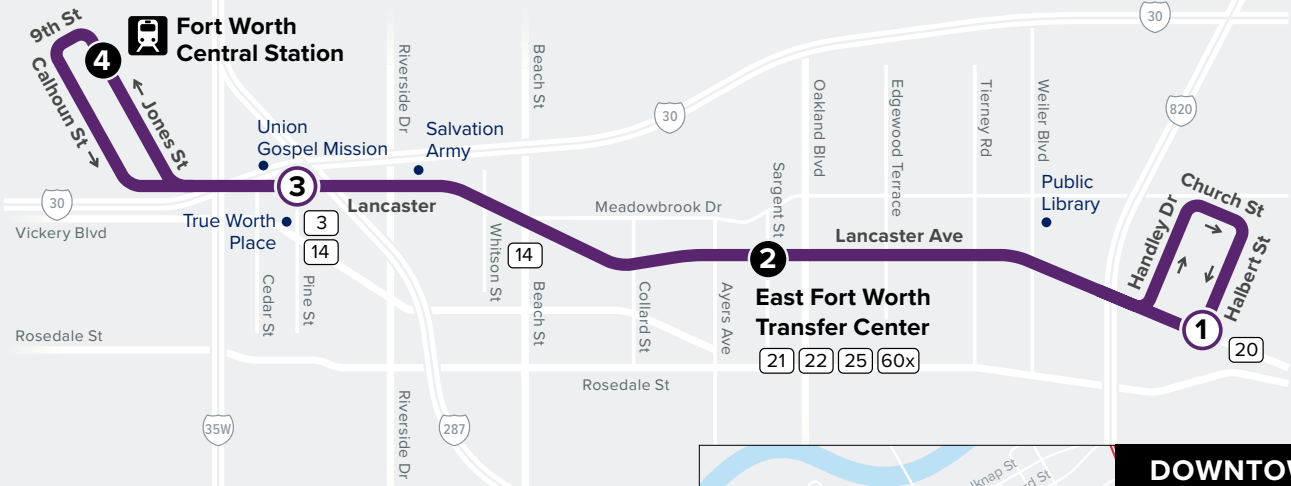 9th St
4
Fort Worth
Central Station
Calhoun St
Jones St
30
Riverside Dr
Beach St
Union
Gospel Mission
Salvation
Army
30
Oakland Blvd
Edgewood Terrace
Tierney Rd
Weiler Blvd
820
30
Vickery Blvd
3
Lancaster
True Worth
Place
3
14
Cedar St
Pine St
Whitson St
14
Beach St
Meadowbrook Dr
Sargent St
Lancaster Ave
Public
Library
Handley Dr
Church St
Halbert St
1
20
2
East Fort Worth
Transfer Center
21 22 25 60x
Collard St
Ayers Ave
Rosedale St
Rosedale St
35W
Riverside Dr
287
DOWNTOW